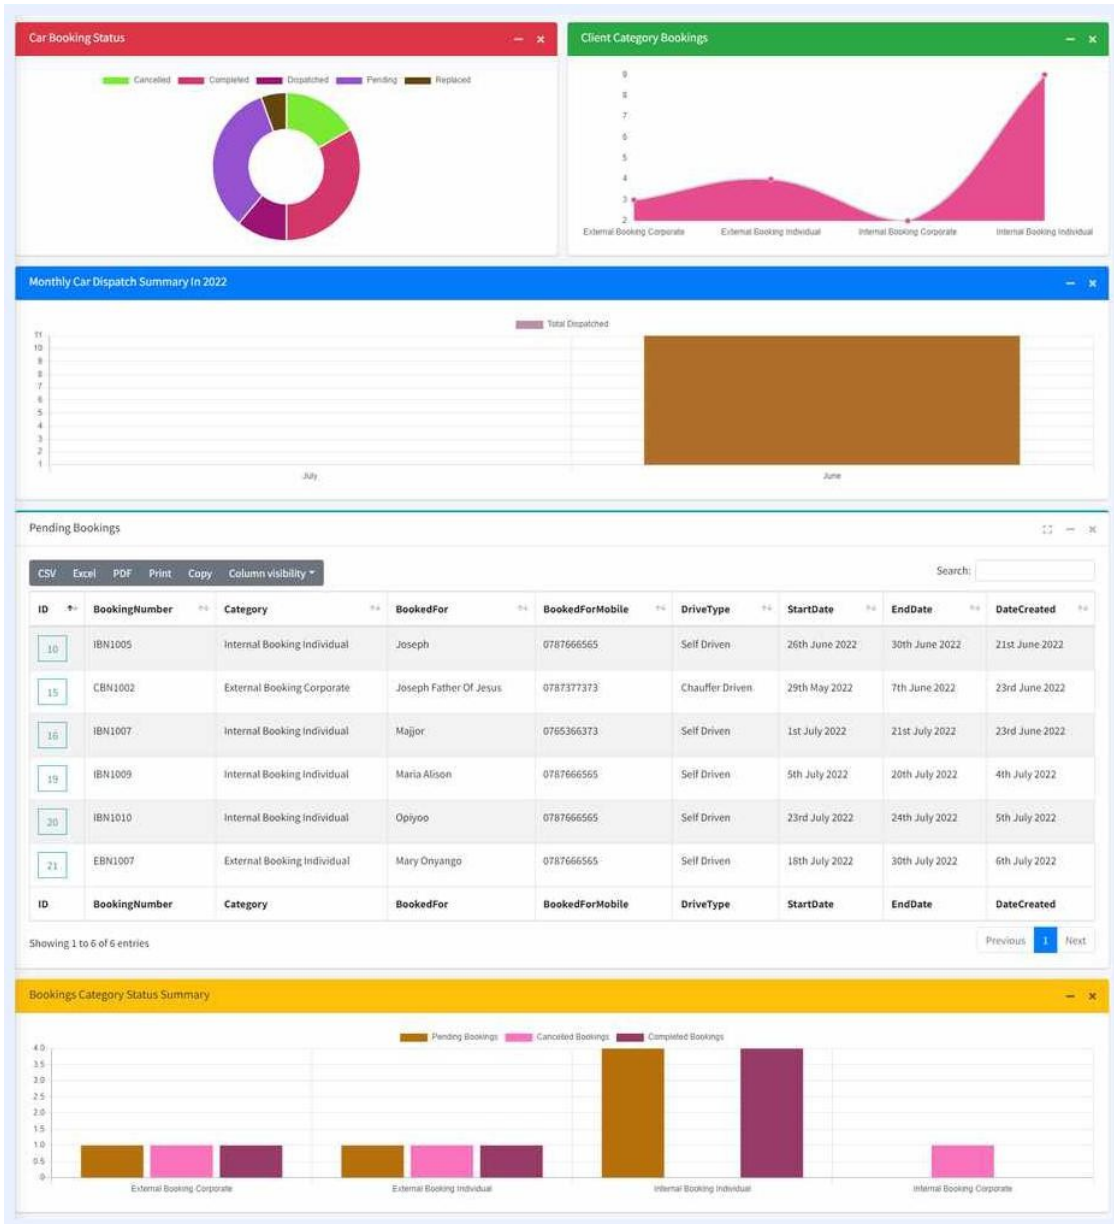 Car Booking Status
Client Category Bookings
Cancelled Completed Dispatched Pending Replaced
9
8
7
6
5
4
3
2
External Booking Corporate External Booking Individual Internal Booking Corporate Internal Booking Individual
Monthly Car Dispatch Summary In 2022
Total Dispatched
11
10
9
8
7
6
5
4
3
2
1
July June
Pending Bookings
CSV Excel PDF Print Copy Column visibility
Search:
ID BookingNumber Category BookedFor BookedForMobile DriveType StartDate EndDate DateCreated
10 IBN1005 Internal Booking Individual Joseph 0787666565 Self Driven 26th June 2022 30th June 2022 21st June 2022
15 CBN1002 External Booking Corporate Joseph Father Of Jesus 0787377373 Chauffer Driven 29th May 2022 7th June 2022 23rd June 2022
16 IBN1007 Internal Booking Individual Majjor 0765366373 Self Driven 1st July 2022 21st July 2022 23rd June 2022
19 IBN1009 Internal Booking Individual Maria Alison 0787666565 Self Driven 5th July 2022 20th July 2022 4th July 2022
20 IBN1010 Internal Booking Individual Opiyoo 0787666565 Self Driven 23rd July 2022 24th July 2022 5th July 2022
21 EBN1007 External Booking Individual Mary Onyango 0787666565 Self Driven 18th July 2022 30th July 2022 6th July 2022
ID BookingNumber Category BookedFor BookedForMobile DriveType StartDate EndDate DateCreated
Showing 1 to 6 of 6 entries
Previous 1 Next
Bookings Category Status Summary
Pending Bookings Cancelled Bookings Completed Bookings
4.0
3.5
3.0
2.5
2.0
1.5
1.0
0.5
0
External Booking Corporate External Booking Individual Internal Booking Individual Internal Booking Corporate